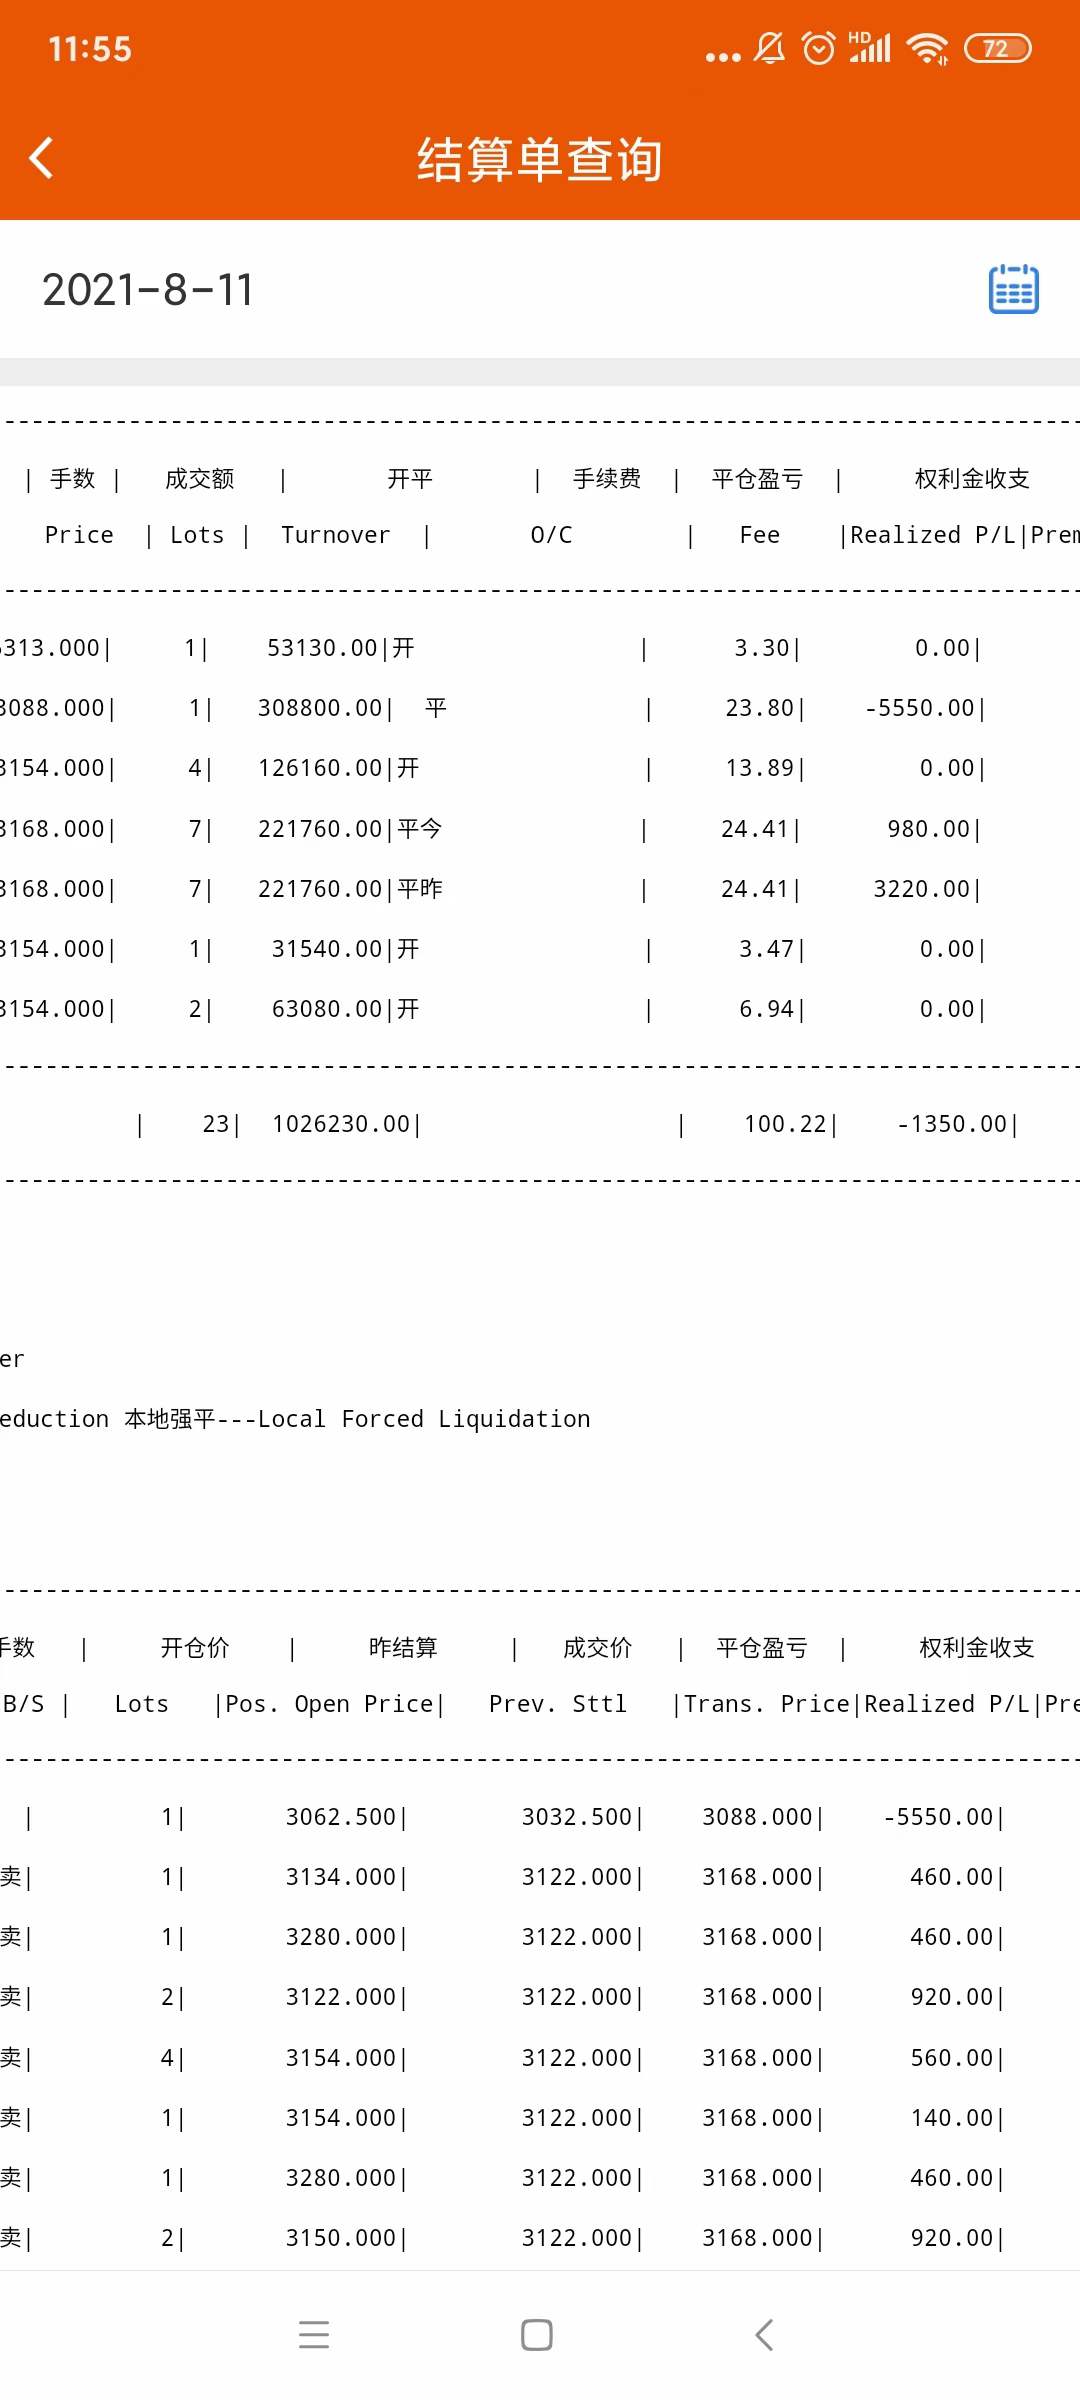 11:55 HD 72
结算单查询
2021-8-11
| 手数 | 成交额 | 开平 | 手续费 | 平仓盈亏 | 权利金收支
Price | Lots | Turnover | O/C | Fee |Realized P/L|Prem
313.000| 1| 53130.00|开 | 3.30| 0.00|
3088.000| 1| 308800.00| 平 | 23.80| -5550.00|
3154.000| 4| 126160.00|开 | 13.89| 0.00|
3168.000| 7| 221760.00|平今 | 24.41| 980.00|
3168.000| 7| 221760.00|平昨 | 24.41| 3220.00|
3154.000| 1| 31540.00|开 | 3.47| 0.00|
3154.000| 2| 63080.00|开 | 6.94| 0.00|
| 23| 1026230.00| | 100.22| -1350.00|
er
eduction 本地强平---Local Forced Liquidation
手数 | 开仓价 | 昨结算 | 成交价 | 平仓盈亏 | 权利金收支
B/S | Lots |Pos. Open Price| Prev. Sttl |Trans. Price|Realized P/L|Pre
| 1| 3062.500| 3032.500| 3088.000| -5550.00|
卖| 1| 3134.000| 3122.000| 3168.000| 460.00|
卖| 1| 3280.000| 3122.000| 3168.000| 460.00|
卖| 2| 3122.000| 3122.000| 3168.000| 920.00|
卖| 4| 3154.000| 3122.000| 3168.000| 560.00|
卖| 1| 3154.000| 3122.000| 3168.000| 140.00|
卖| 1| 3280.000| 3122.000| 3168.000| 460.00|
卖| 2| 3150.000| 3122.000| 3168.000| 920.00|